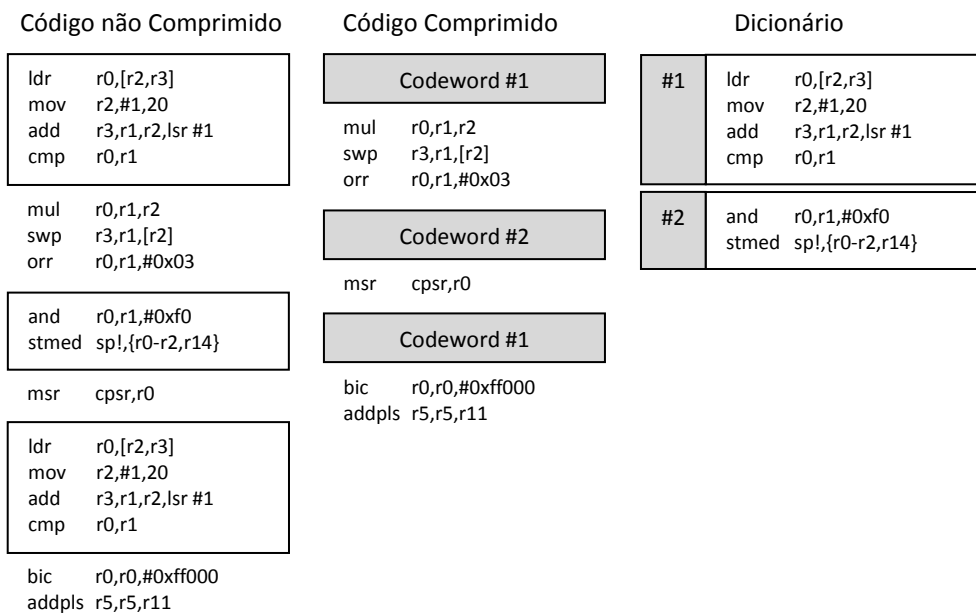 Código não Comprimido
ldr r0,[r2,r3]
mov r2,#1,20
add r3,r1,r2,lsr #1
cmp r0,r1
mul r0,r1,r2
swp r3,r1,[r2]
orr r0,r1,#0x03
and r0,r1,#0xf0
stmed sp!,{r0-r2,r14}
msr cpsr,r0
ldr r0,[r2,r3]
mov r2,#1,20
add r3,r1,r2,lsr #1
cmp r0,r1
bic r0,r0,#0xff000
addpls r5,r5,r11
Código Comprimido
Codeword #1
mul r0,r1,r2
swp r3,r1,[r2]
orr r0,r1,#0x03
Codeword #2
msr cpsr,r0
Codeword #1
bic r0,r0,#0xff000
addpls r5,r5,r11
Dicionário
#1 ldr r0,[r2,r3]
mov r2,#1,20
add r3,r1,r2,lsr #1
cmp r0,r1
#2 and r0,r1,#0xf0
stmed sp!,{r0-r2,r14}